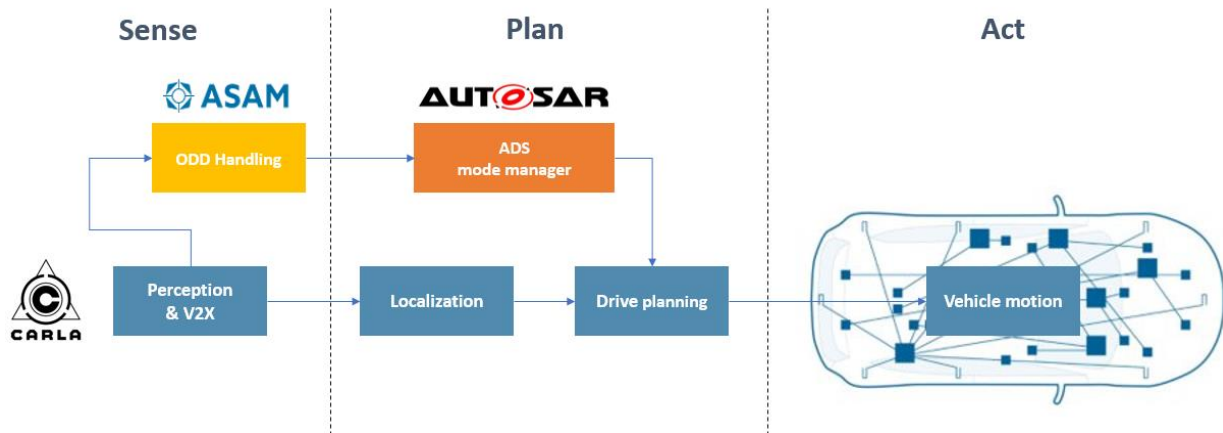 Sense
Plan
Act
ASAM
AUTOSAR
ODD Handling
ADS
mode manager
C
CARLA
Perception
& V2X
Localization
Drive planning
Vehicle motion